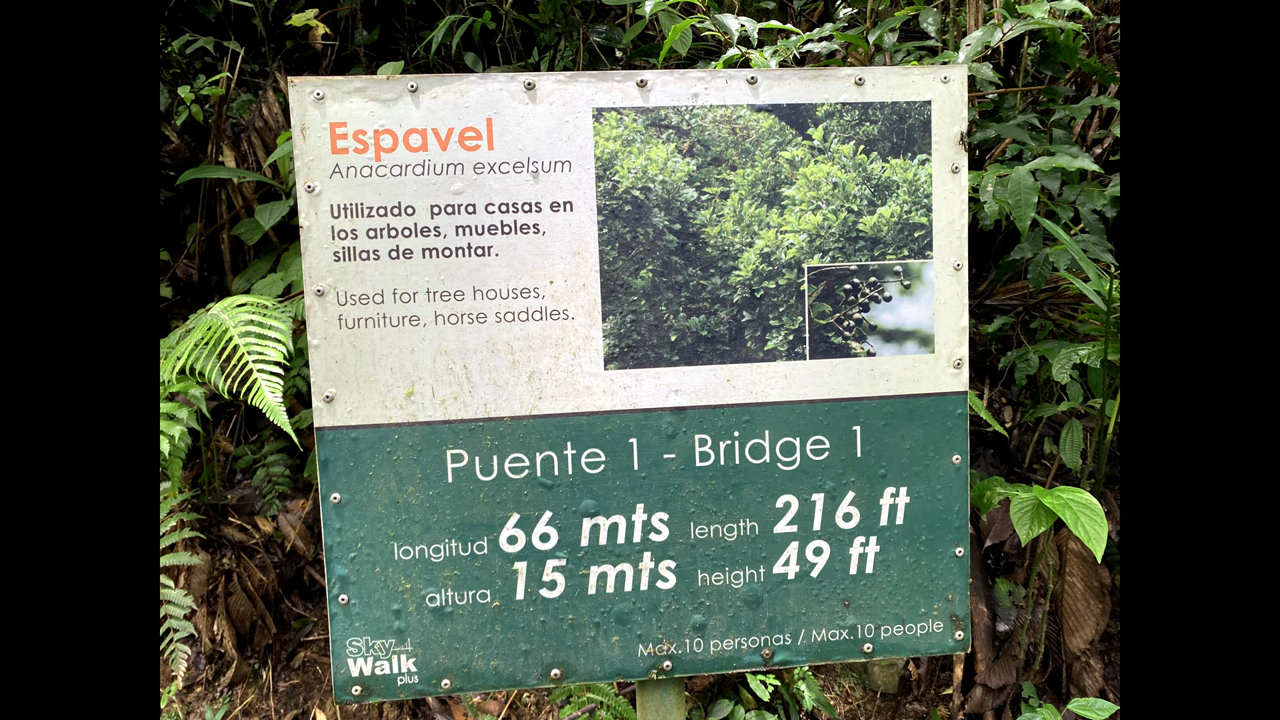 Espavel
Anacardium excelsum
Utilizado para casas en
los arboles, muebles,
sillas de montar.
Used for tree houses,
furniture, horse saddles.
Puente 1 - Bridge 1
longitud 66 mts length 216 ft
altura 15 mts height 49 ft
Max.10 personas / Max.10 people
Sky
Walk
plus